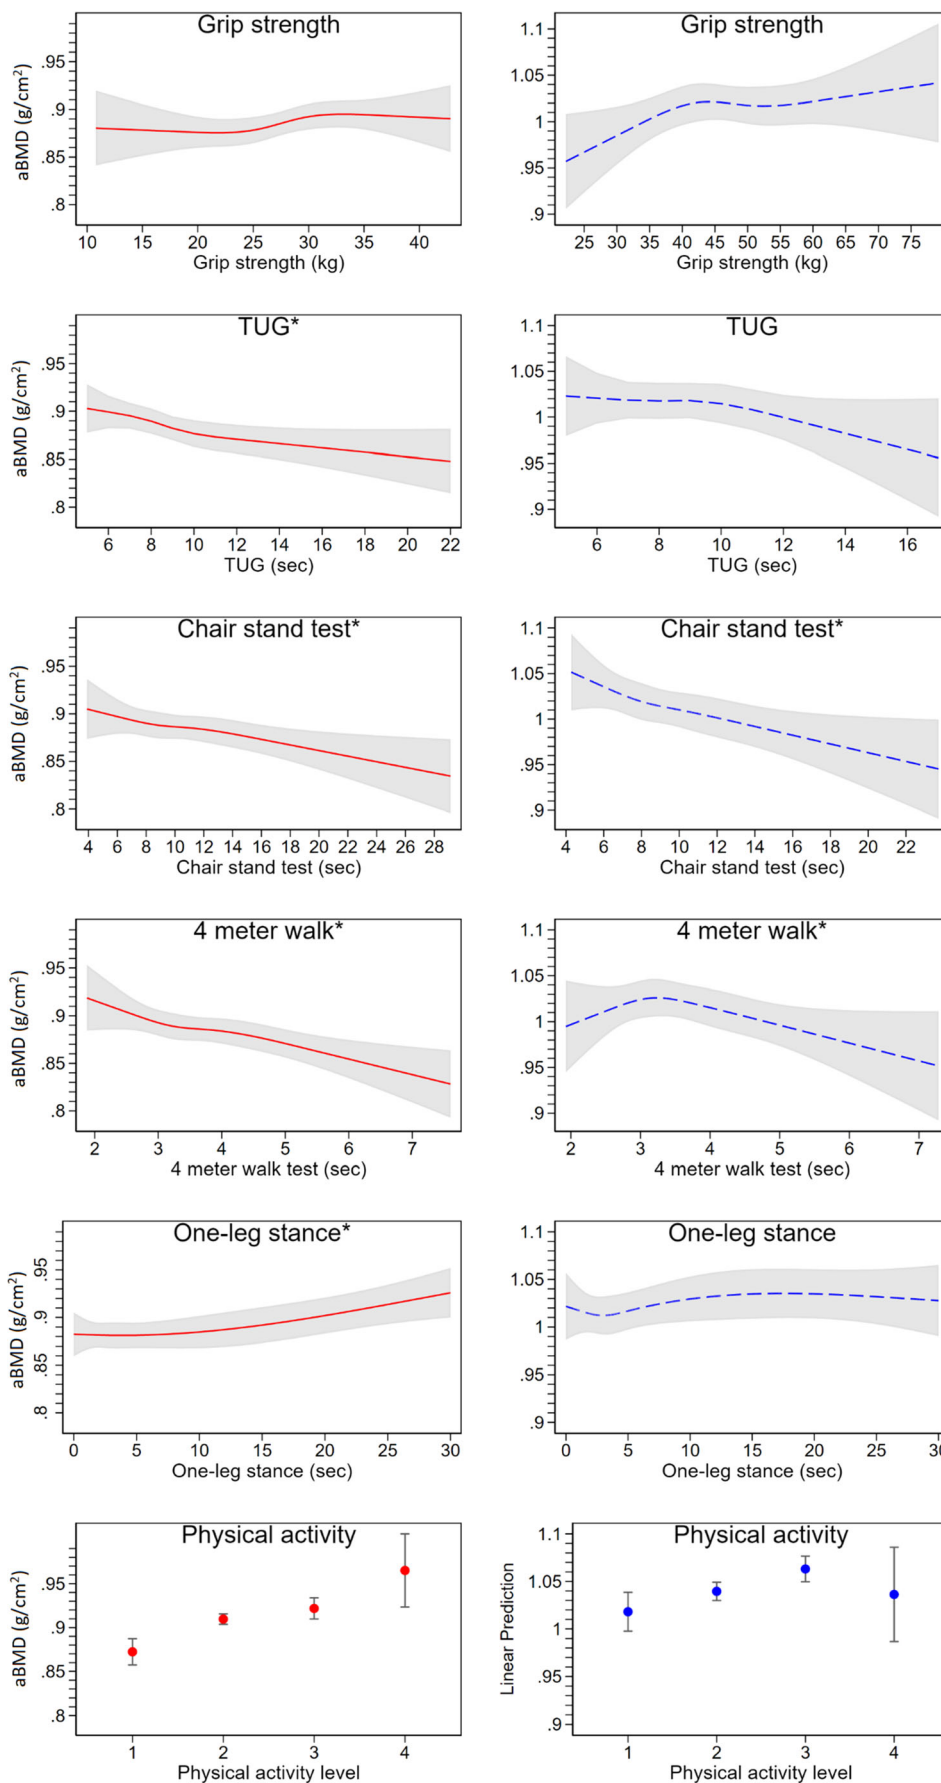 Grip strength
.95
.9
.85
.8
aBMD (g/cm²)
10 15 20 25 30 35 40
Grip strength (kg)
Grip strength
1.1
1.05
1
.95
.9
25 30 35 40 45 50 55 60 65 70 75
Grip strength (kg)
TUG*
.95
.9
.85
.8
aBMD (g/cm²)
6 8 10 12 14 16 18 20 22
TUG (sec)
TUG
1.1
1.05
1
.95
.9
6 8 10 12 14 16
TUG (sec)
Chair stand test*
.95
.9
.85
.8
aBMD (g/cm²)
4 6 8 10 12 14 16 18 20 22 24 26 28
Chair stand test (sec)
Chair stand test*
1.1
1.05
1
.95
.9
4 6 8 10 12 14 16 18 20 22
Chair stand test (sec)
4 meter walk*
.95
.9
.85
.8
aBMD (g/cm²)
2 3 4 5 6 7
4 meter walk test (sec)
4 meter walk*
1.1
1.05
1
.95
.9
2 3 4 5 6 7
4 meter walk test (sec)
One-leg stance*
.95
.9
.85
.8
aBMD (g/cm²)
0 5 10 15 20 25 30
One-leg stance (sec)
One-leg stance
1.1
1.05
1
.95
.9
0 5 10 15 20 25 30
One-leg stance (sec)
Physical activity
.95
.9
.85
.8
aBMD (g/cm²)
1 2 3 4
Physical activity level
Physical activity
1.1
1.05
1
.95
.9
Linear Prediction
1 2 3 4
Physical activity level